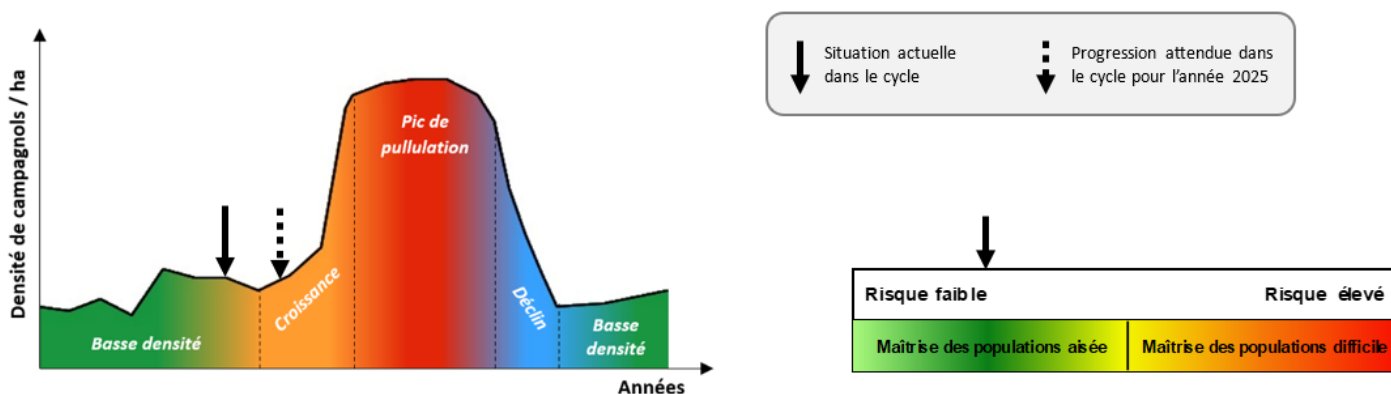 Densité de campagnols / ha
Basse densité
Croissance
Pic de
pullulation
Déclin
Basse
densité
Années
Situation actuelle
dans le cycle
Progression attendue dans
le cycle pour l'année 2025
Risque faible
Risque élevé
Maîtrise des populations aisée
Maîtrise des populations difficile